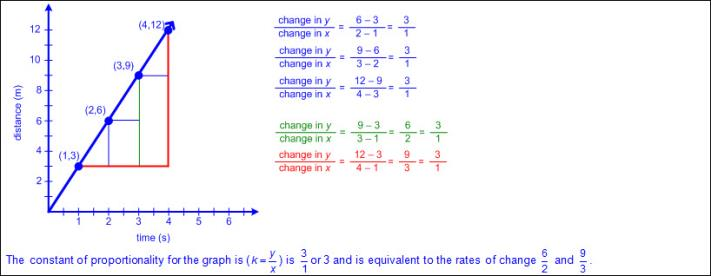 (4,12)
12
(3,9)
10
8
(2,6)
6
(1,3)
4
2
distance (m)
1 2 3 4 5 6
time (s)
change in y / change in x = 6 – 3 / 2 – 1 = 3 / 1
change in y / change in x = 9 – 6 / 3 – 2 = 3 / 1
change in y / change in x = 12 – 9 / 4 – 3 = 3 / 1
change in y / change in x = 9 – 3 / 3 – 1 = 6 / 2 = 3 / 1
change in y / change in x = 12 – 3 / 4 – 1 = 9 / 3 = 3 / 1
The constant of proportionality for the graph is (k = y/x) is 3/1 or 3 and is equivalent to the rates of change 6/2 and 9/3.